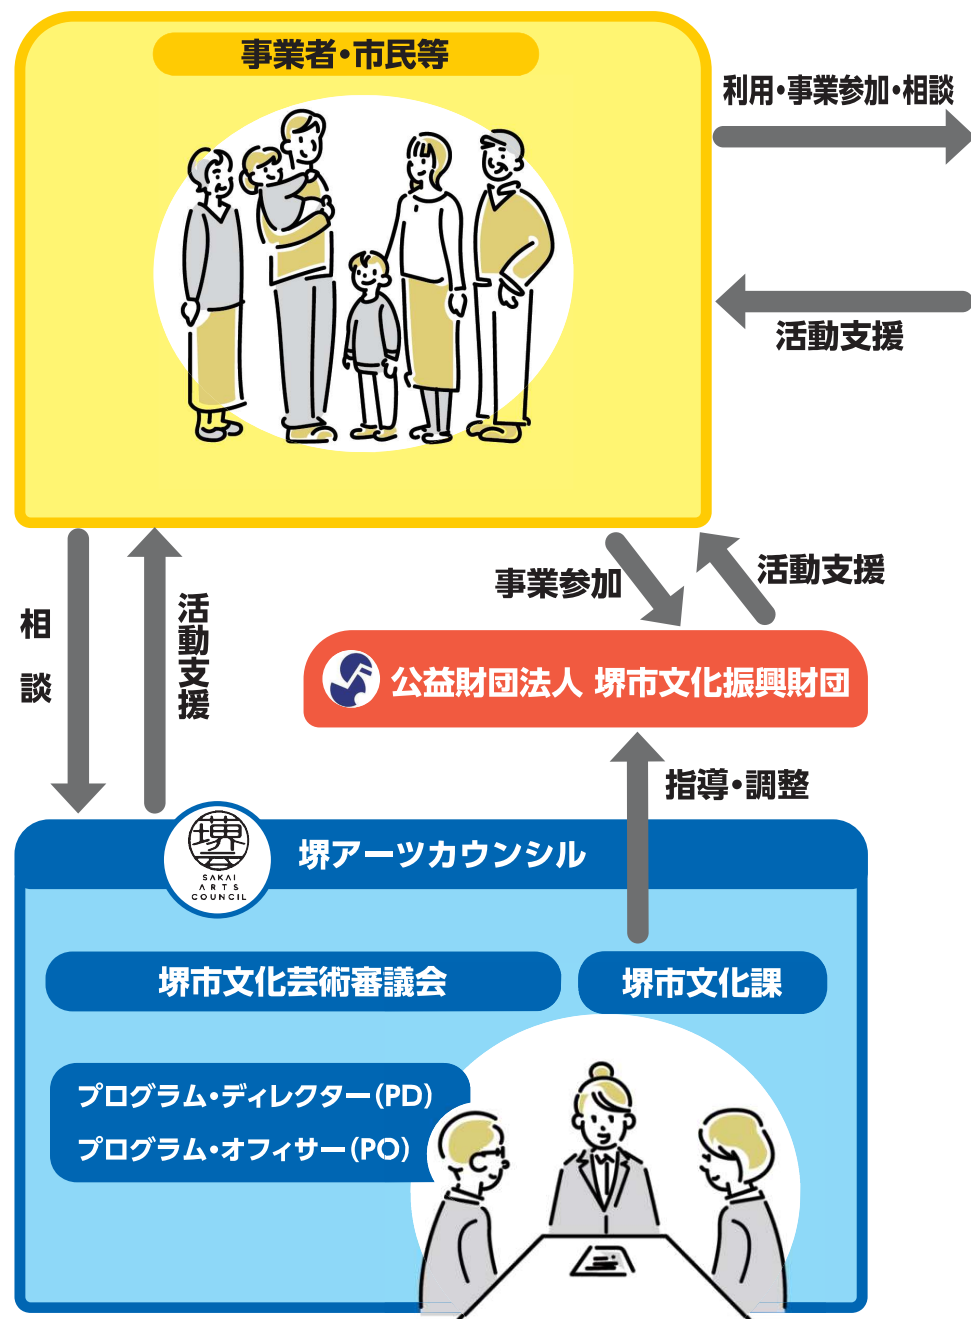 事業者・市民等
利用・事業参加・相談
活動支援
事業参加
活動支援
相談
活動支援
公益財団法人 堺市文化振興財団
指導・調整
堺アーツカウンシル
SAKAI
ARTS
COUNCIL
堺市文化芸術審議会
堺市文化課
プログラム・ディレクター(PD)
プログラム・オフィサー(PO)